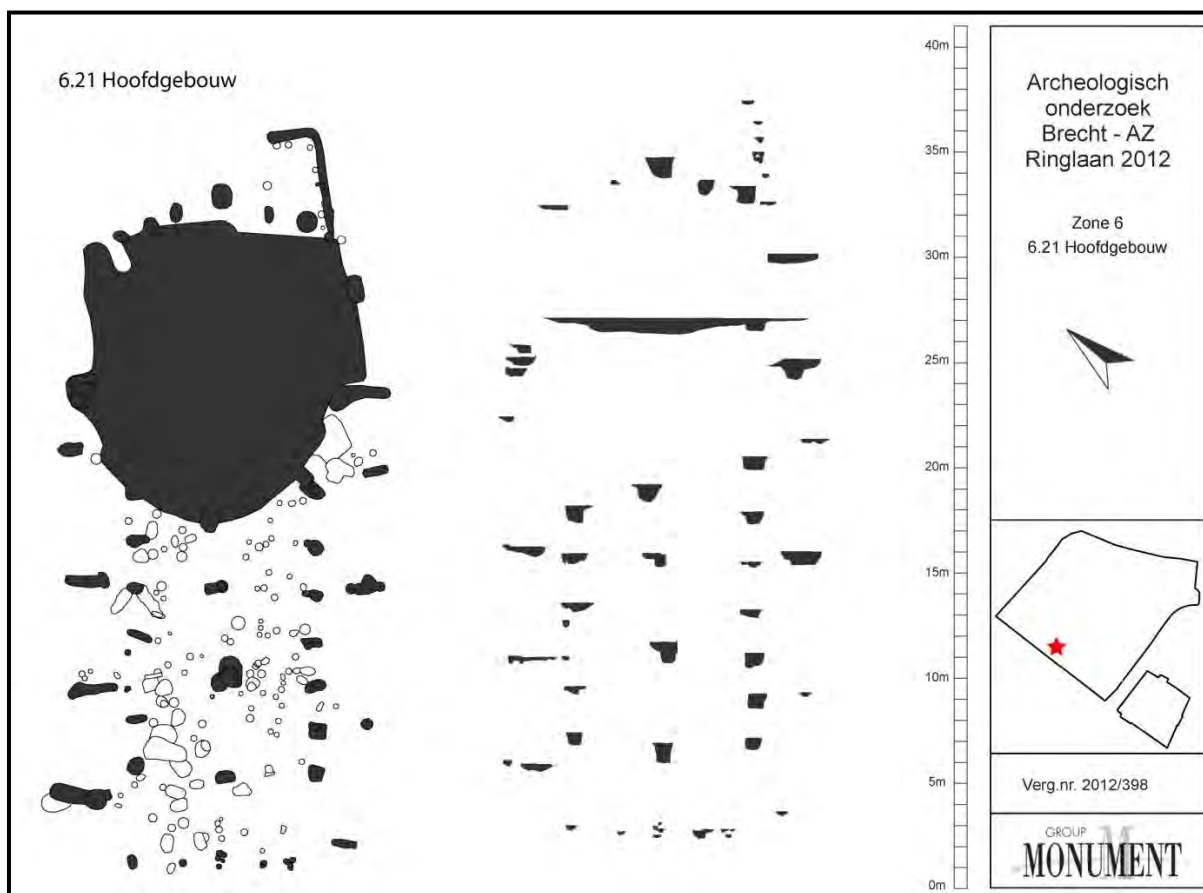 6.21 Hoofdgebouw
40m
35m
30m
25m
20m
15m
10m
5m
0m
Archeologisch
onderzoek
Brecht - AZ
Ringlaan 2012
Zone 6
6.21 Hoofdgebouw
Verg.nr. 2012/398
GROUP
M
MONUMENT